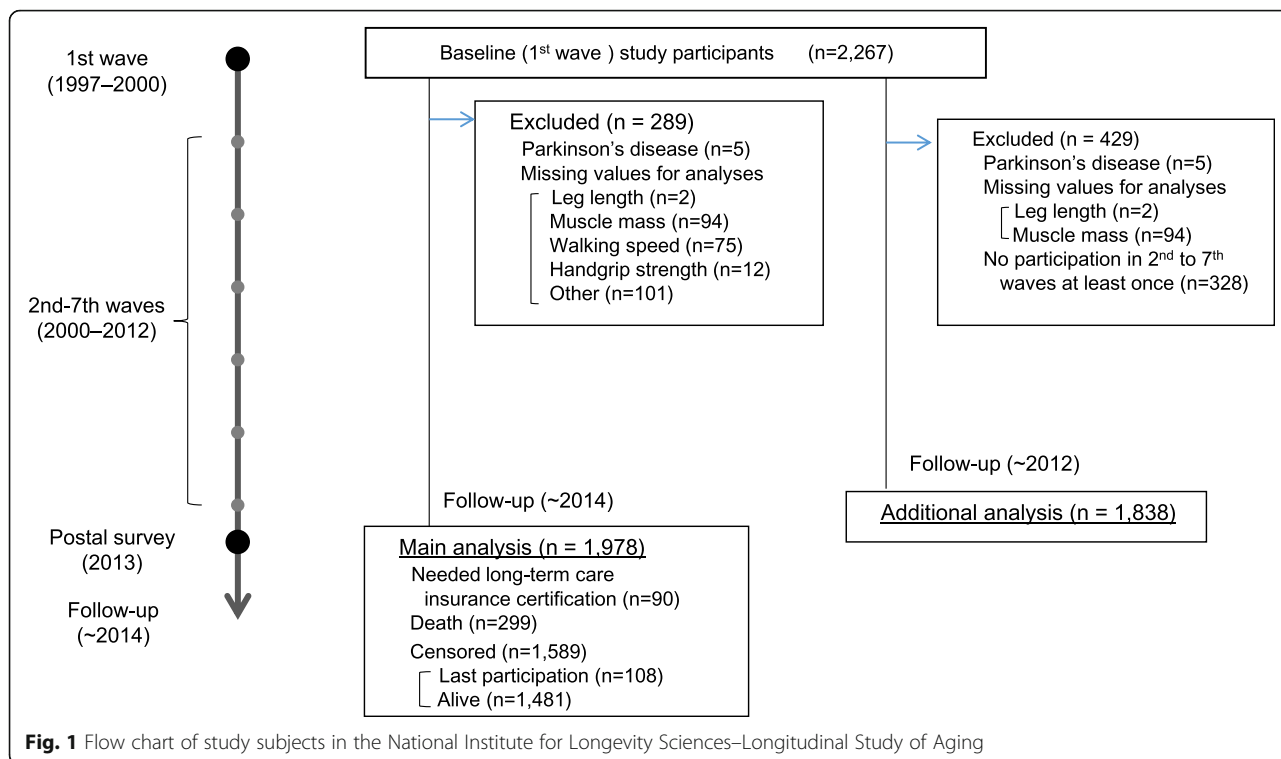 1st wave
(1997–2000)
2nd-7th waves
(2000–2012)
Postal survey
(2013)
Follow-up
(~2014)
Baseline (1st wave ) study participants (n=2,267)
Excluded (n = 289)
Parkinson's disease (n=5)
Missing values for analyses
Leg length (n=2)
Muscle mass (n=94)
Walking speed (n=75)
Handgrip strength (n=12)
Other (n=101)
Excluded (n = 429)
Parkinson's disease (n=5)
Missing values for analyses
Leg length (n=2)
Muscle mass (n=94)
No participation in 2nd to 7th
waves at least once (n=328)
Follow-up (~2014)
Main analysis (n = 1,978)
Needed long-term care
insurance certification (n=90)
Death (n=299)
Censored (n=1,589)
Last participation (n=108)
Alive (n=1,481)
Follow-up (~2012)
Additional analysis (n = 1,838)
Fig. 1 Flow chart of study subjects in the National Institute for Longevity Sciences–Longitudinal Study of Aging